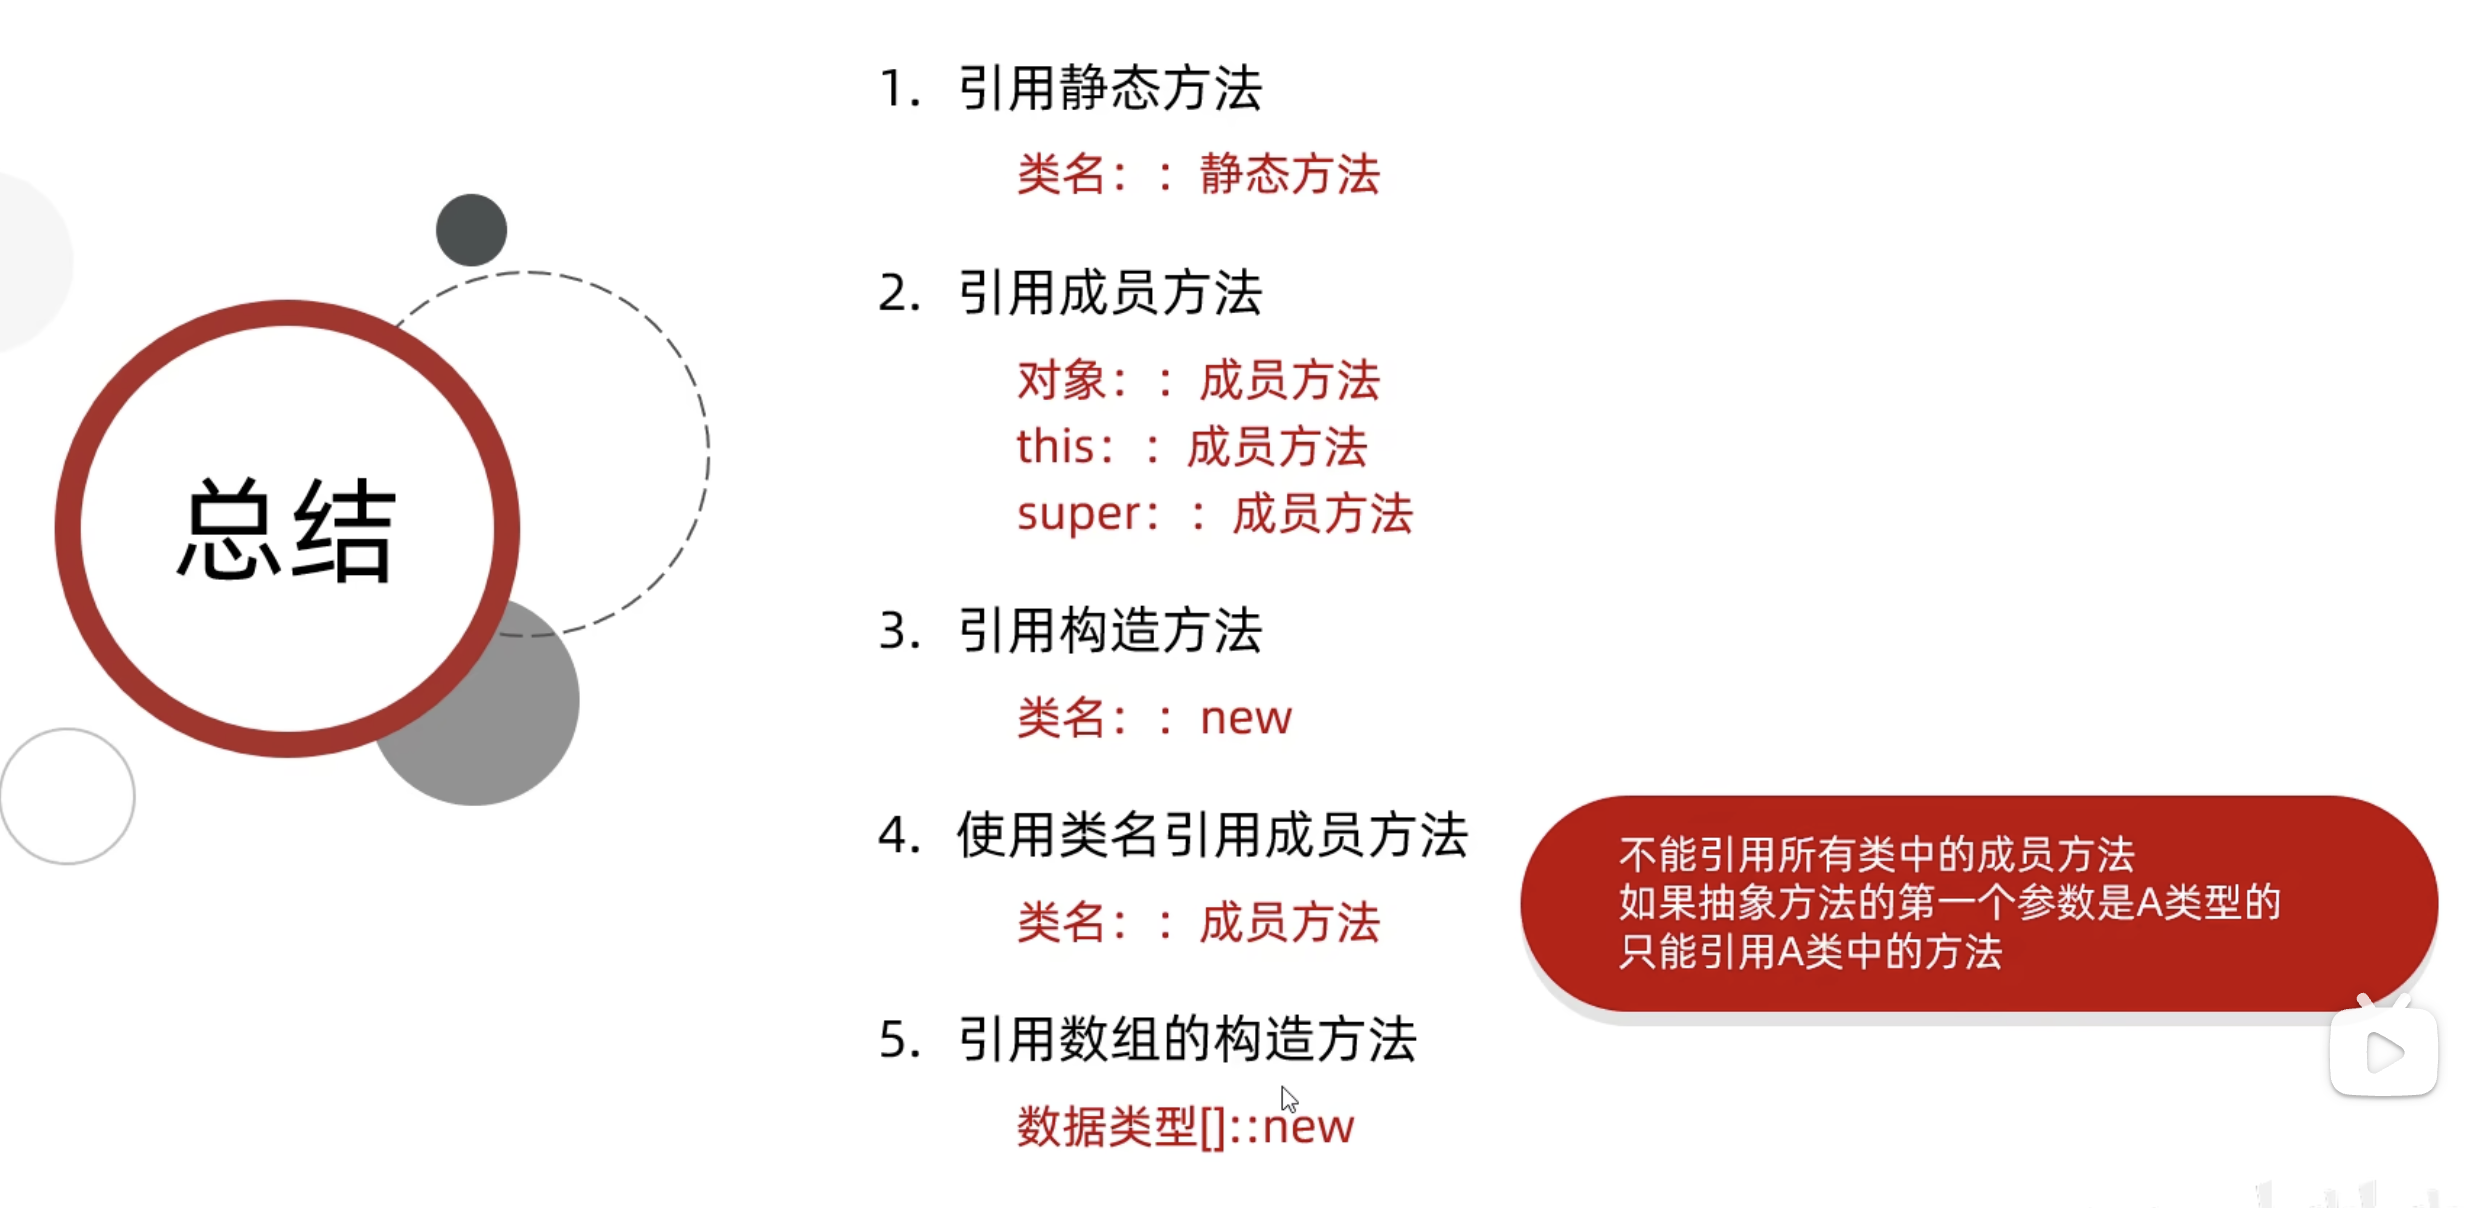 总结
1. 引用静态方法
类名：：静态方法
2. 引用成员方法
对象：：成员方法
this：：成员方法
super：：成员方法
3. 引用构造方法
类名：：new
4. 使用类名引用成员方法
类名：：成员方法
不能引用所有类中的成员方法
如果抽象方法的第一个参数是A类型的
只能引用A类中的方法
5. 引用数组的构造方法
数据类型[]::new